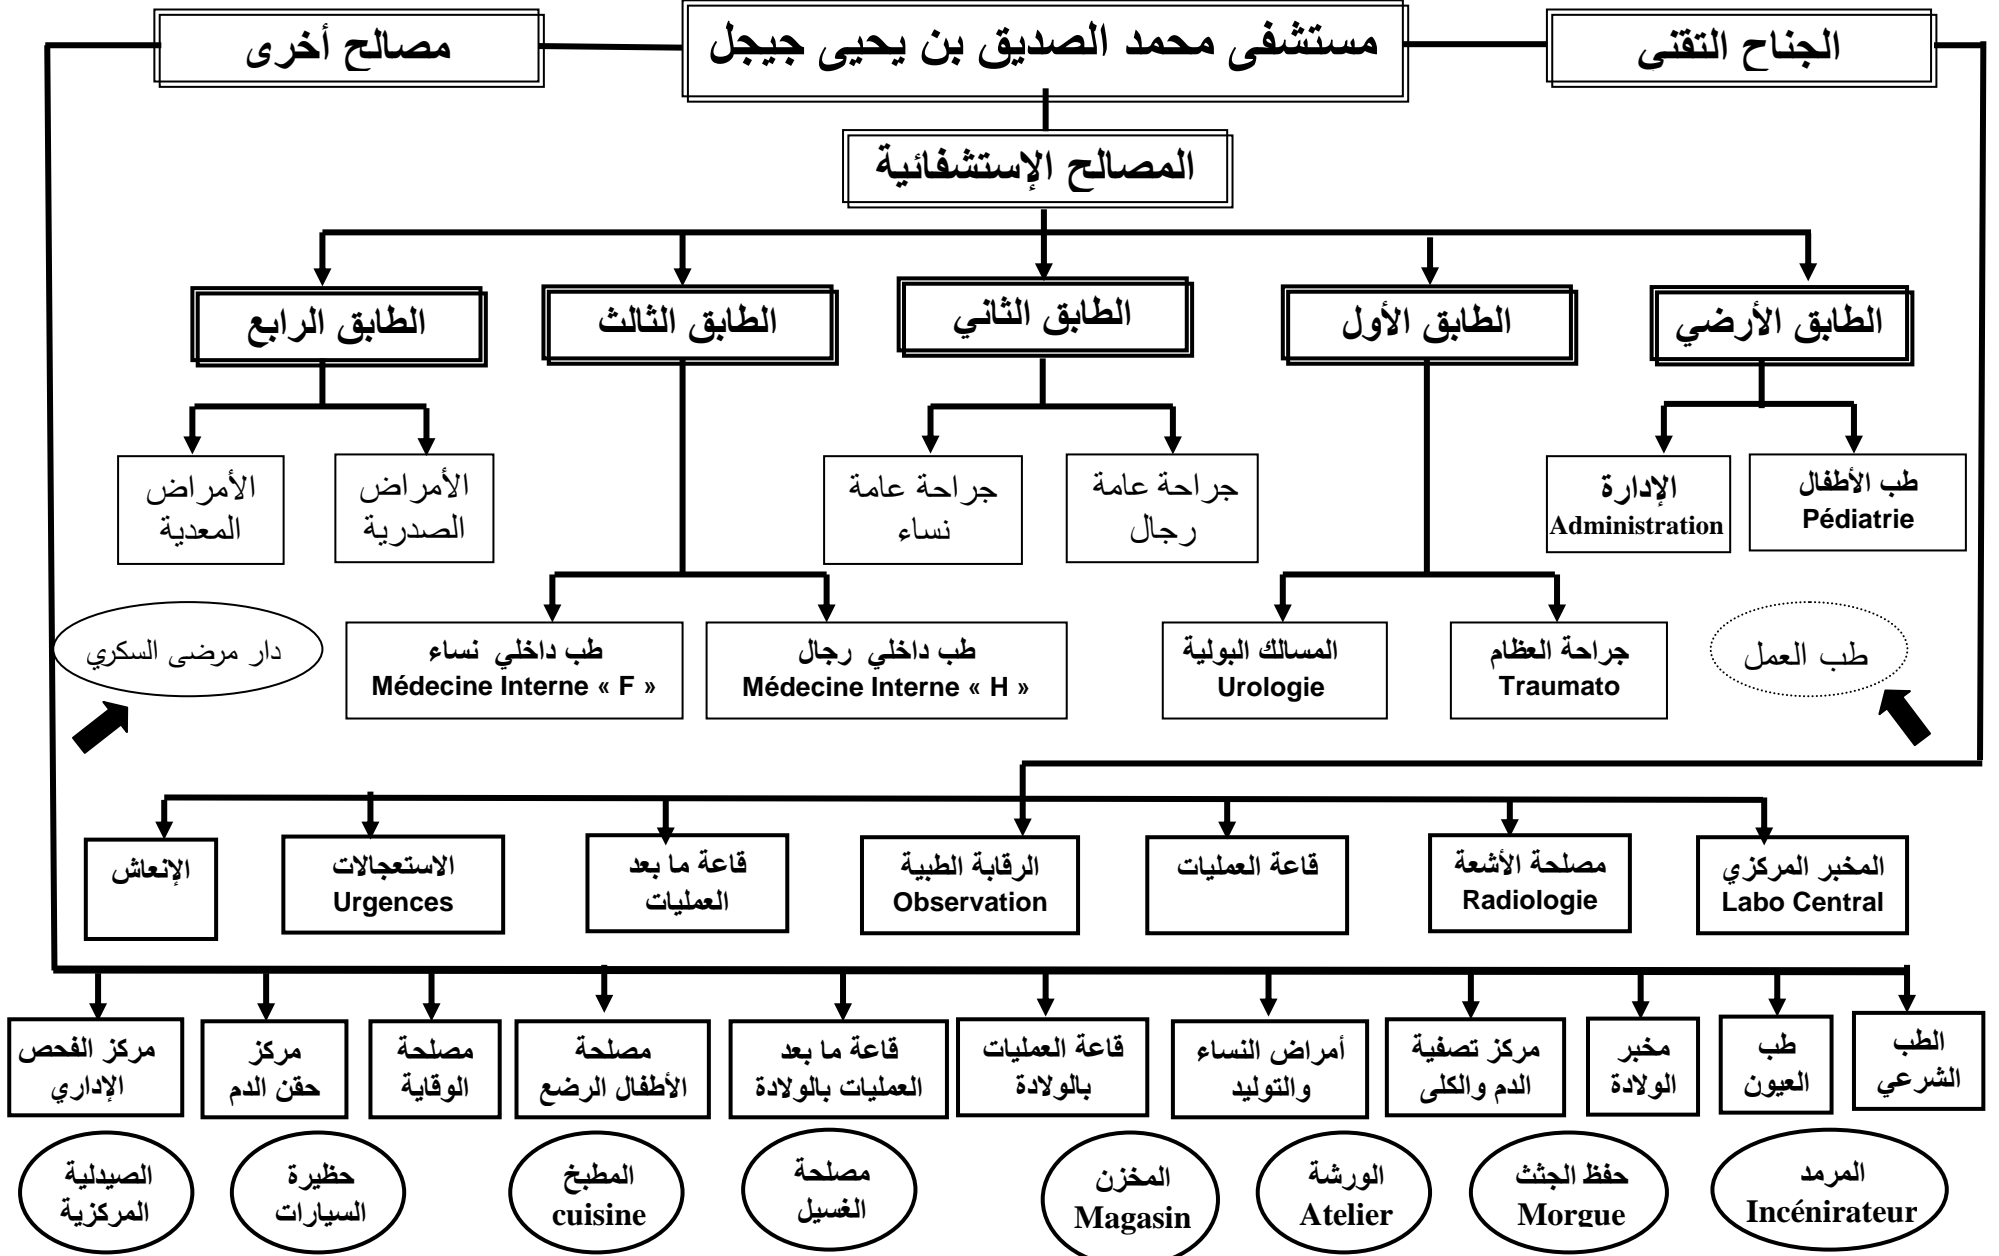 الجناح التقني
مستشفى محمد الصديق بن يحيى جيجل
مصالح أخرى
المصالح الإستشفائية
الطابق الأرضي
الطابق الأول
الطابق الثاني
الطابق الثالث
الطابق الرابع
طب الأطفال
Pédiatrie
الإدارة
Administration
جراحة عامة
رجال
جراحة عامة
نساء
الأمراض
الصدرية
الأمراض
المعدية
طب العمل
جراحة العظام
Traumato
المسالك البولية
Urologie
طب داخلي رجال
Médecine Interne « H »
طب داخلي نساء
Médecine Interne « F »
دار مرضى السكري
المخبر المركزي
Labo Central
مصلحة الأشعة
Radiologie
قاعة العمليات
الرقابة الطبية
Observation
قاعة ما بعد
العمليات
الاستعجالات
Urgences
الإنعاش
الطب
الشرعي
طب
العيون
مخبر
الولادة
مركز تصفية
الدم والكلى
أمراض النساء
والتوليد
قاعة العمليات
بالولادة
قاعة ما بعد
العمليات بالولادة
مصلحة
الأطفال الرضع
مصلحة
الوقاية
مركز
حقن الدم
مركز الفحص
الإداري
المرمد
Incénirateur
حفظ الجثث
Morgue
الورشة
Atelier
المخزن
Magasin
مصلحة
الغسيل
المطبخ
cuisine
حظيرة
السيارات
الصيدلية
المركزية